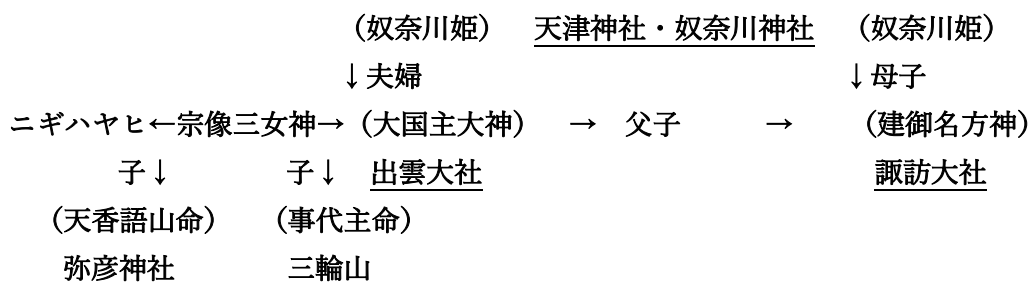 (奴奈川姫) 天津神社・奴奈川神社 (奴奈川姫)
↓夫婦 ↓母子
ニギハヤヒ←宗像三女神→(大国主大神) → 父子 → (建御名方神)
子↓ 子↓ 出雲大社 諏訪大社
(天香語山命) (事代主命)
弥彦神社 三輪山